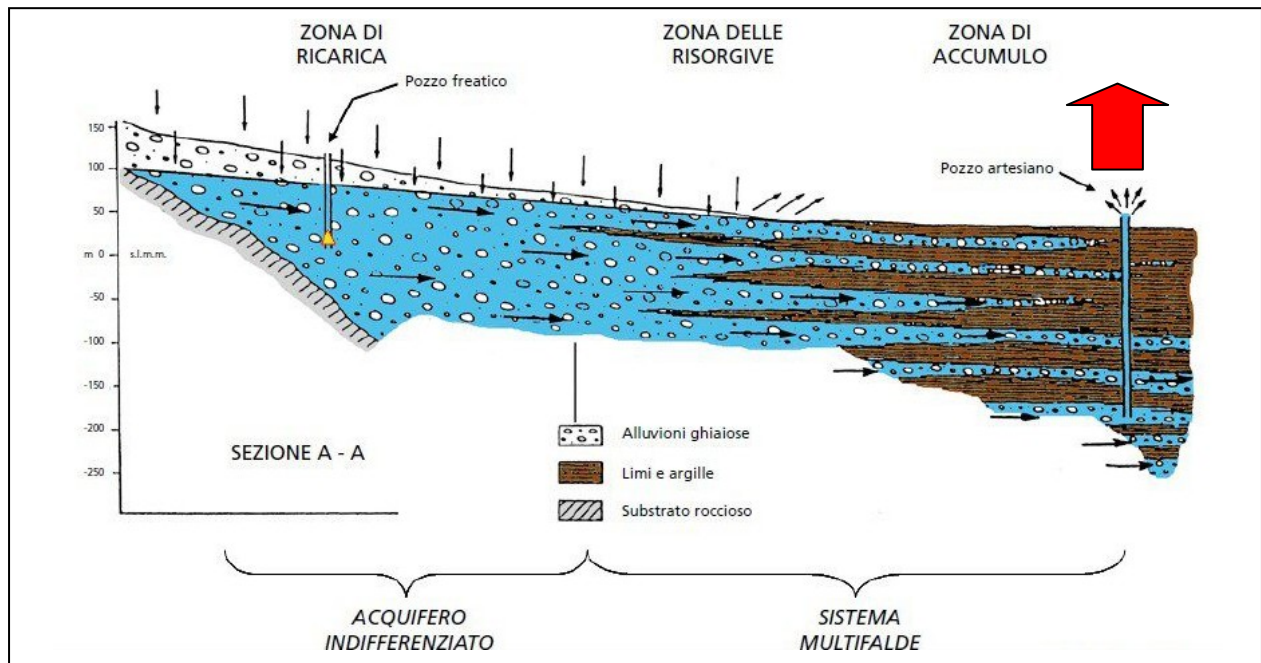 ZONA DI
RICARICA
ZONA DELLE
RISORGIVE
ZONA DI
ACCUMULO
Pozzo freatico
Pozzo artesiano
150
100
50
m 0 s.l.m.m.
-50
-100
-150
-200
-250
SEZIONE A - A
Alluvioni ghiaiose
Limi e argille
Substrato roccioso
ACQUIFERO
INDIFFERENZIATO
SISTEMA
MULTIFALDE